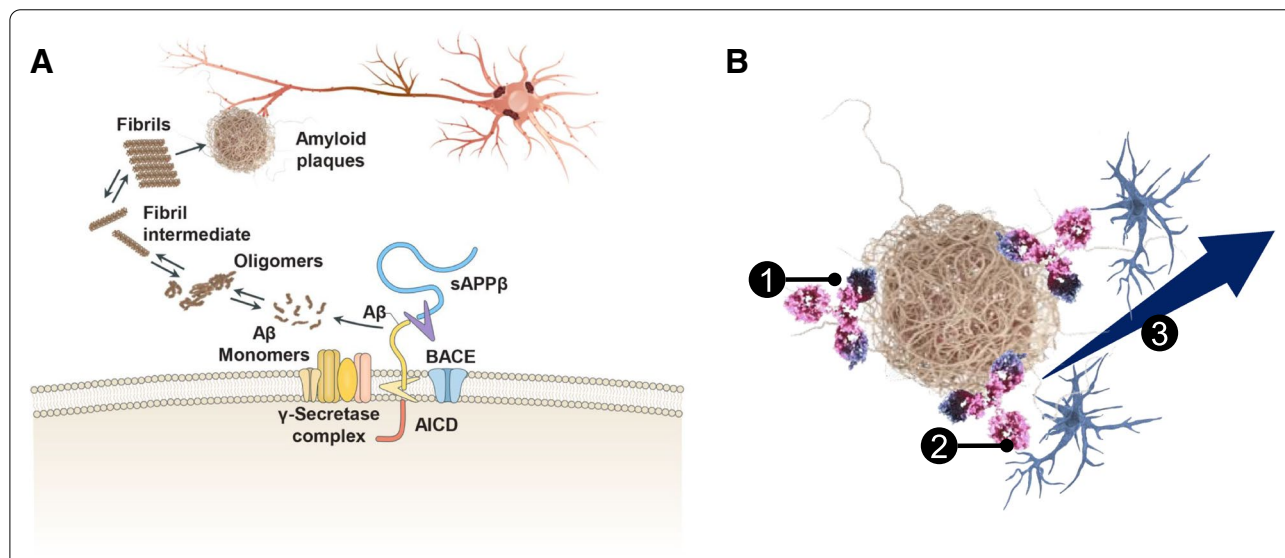 A
Fibrils
Amyloid
plaques
Fibril
intermediate
Oligomers
sAPPβ
Aβ
Aβ
Monomers
BACE
γ-Secretase
complex
AICD
B
1
2
3